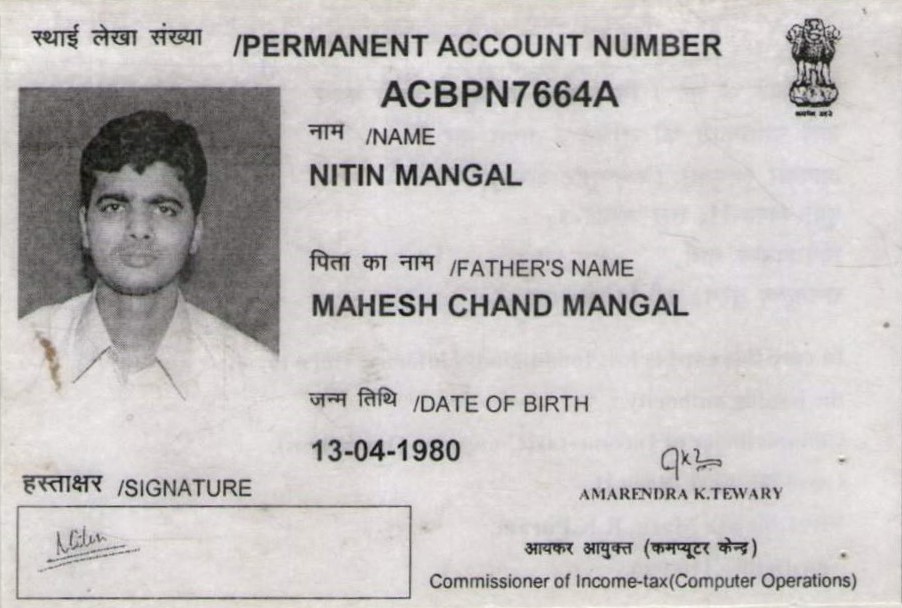 स्थाई लेखा संख्या /PERMANENT ACCOUNT NUMBER
ACBPN7664A
नाम /NAME
NITIN MANGAL
पिता का नाम /FATHER'S NAME
MAHESH CHAND MANGAL
जन्म तिथि /DATE OF BIRTH
13-04-1980
हस्ताक्षर /SIGNATURE
Nitin
AMARENDRA K.TEWARY
आयकर आयुक्त (कमप्यूटर केन्द्र)
Commissioner of Income-tax(Computer Operations)